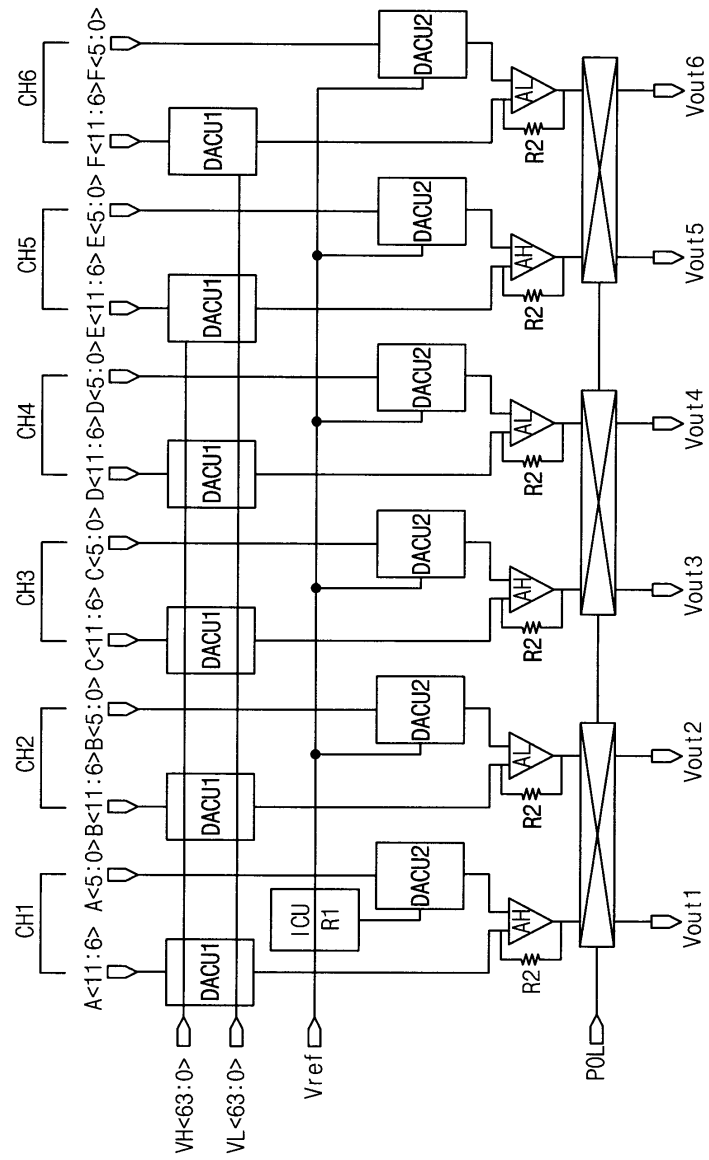 CH1 CH2 CH3 CH4 CH5 CH6
A<11:6> A<5:0> B<11:6> B<5:0> C<11:6> C<5:0> D<11:6> D<5:0> E<11:6> E<5:0> F<11:6> F<5:0>
DACU1 DACU1 DACU1 DACU1 DACU1 DACU1
VH<63:0>
VL<63:0>
ICU
R1
Vref
DACU2 DACU2 DACU2 DACU2 DACU2 DACU2
AH AL AH AL AH AL
R2 R2 R2 R2 R2 R2
POL
Vout1 Vout2 Vout3 Vout4 Vout5 Vout6